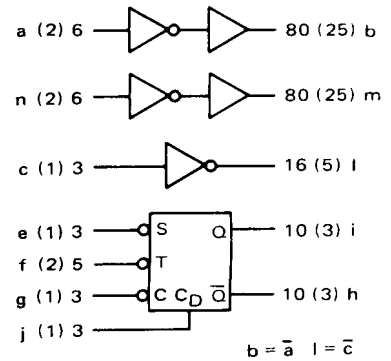 a (2) 6 80 (25) b
n (2) 6 80 (25) m
c (1) 3 16 (5) l
e (1) 3 S Q 10 (3) i
f (2) 5 T
g (1) 3 C C_D Q̅ 10 (3) h
j (1) 3
b = a̅ l = c̅